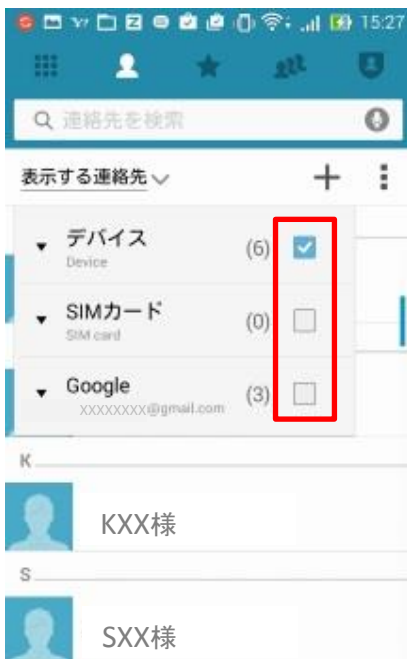 15:27
連絡先を検索
表示する連絡先
デバイス (6)
Device
SIMカード (0)
SIM card
Google (3)
XXXXXXXX@gmail.com
K
KXX様
S
SXX様